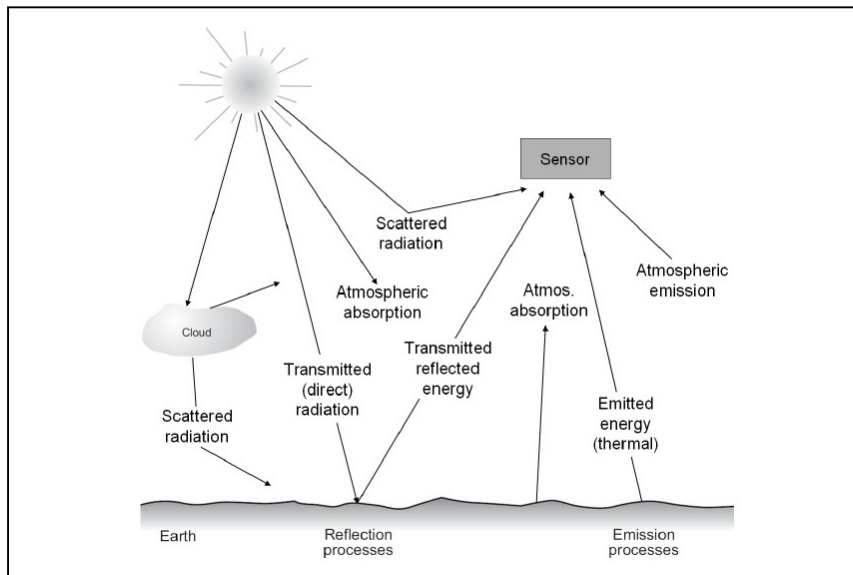 Sensor
Scattered
radiation
Atmospheric
emission
Atmospheric
absorption
Atmos.
absorption
Cloud
Transmitted
(direct)
radiation
Transmitted
reflected
energy
Scattered
radiation
Emitted
energy
(thermal)
Earth
Reflection
processes
Emission
processes